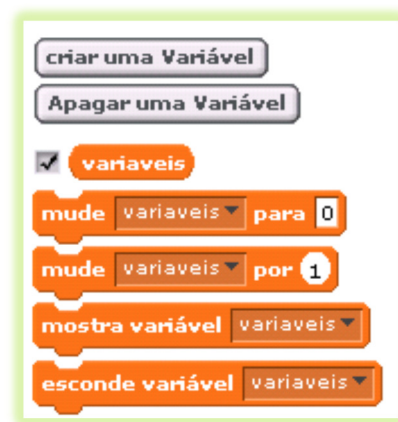 criar uma Variável
Apagar uma Variável
variaveis
mude variaveis para 0
mude variaveis por 1
mostra variável variaveis
esconde variável variaveis